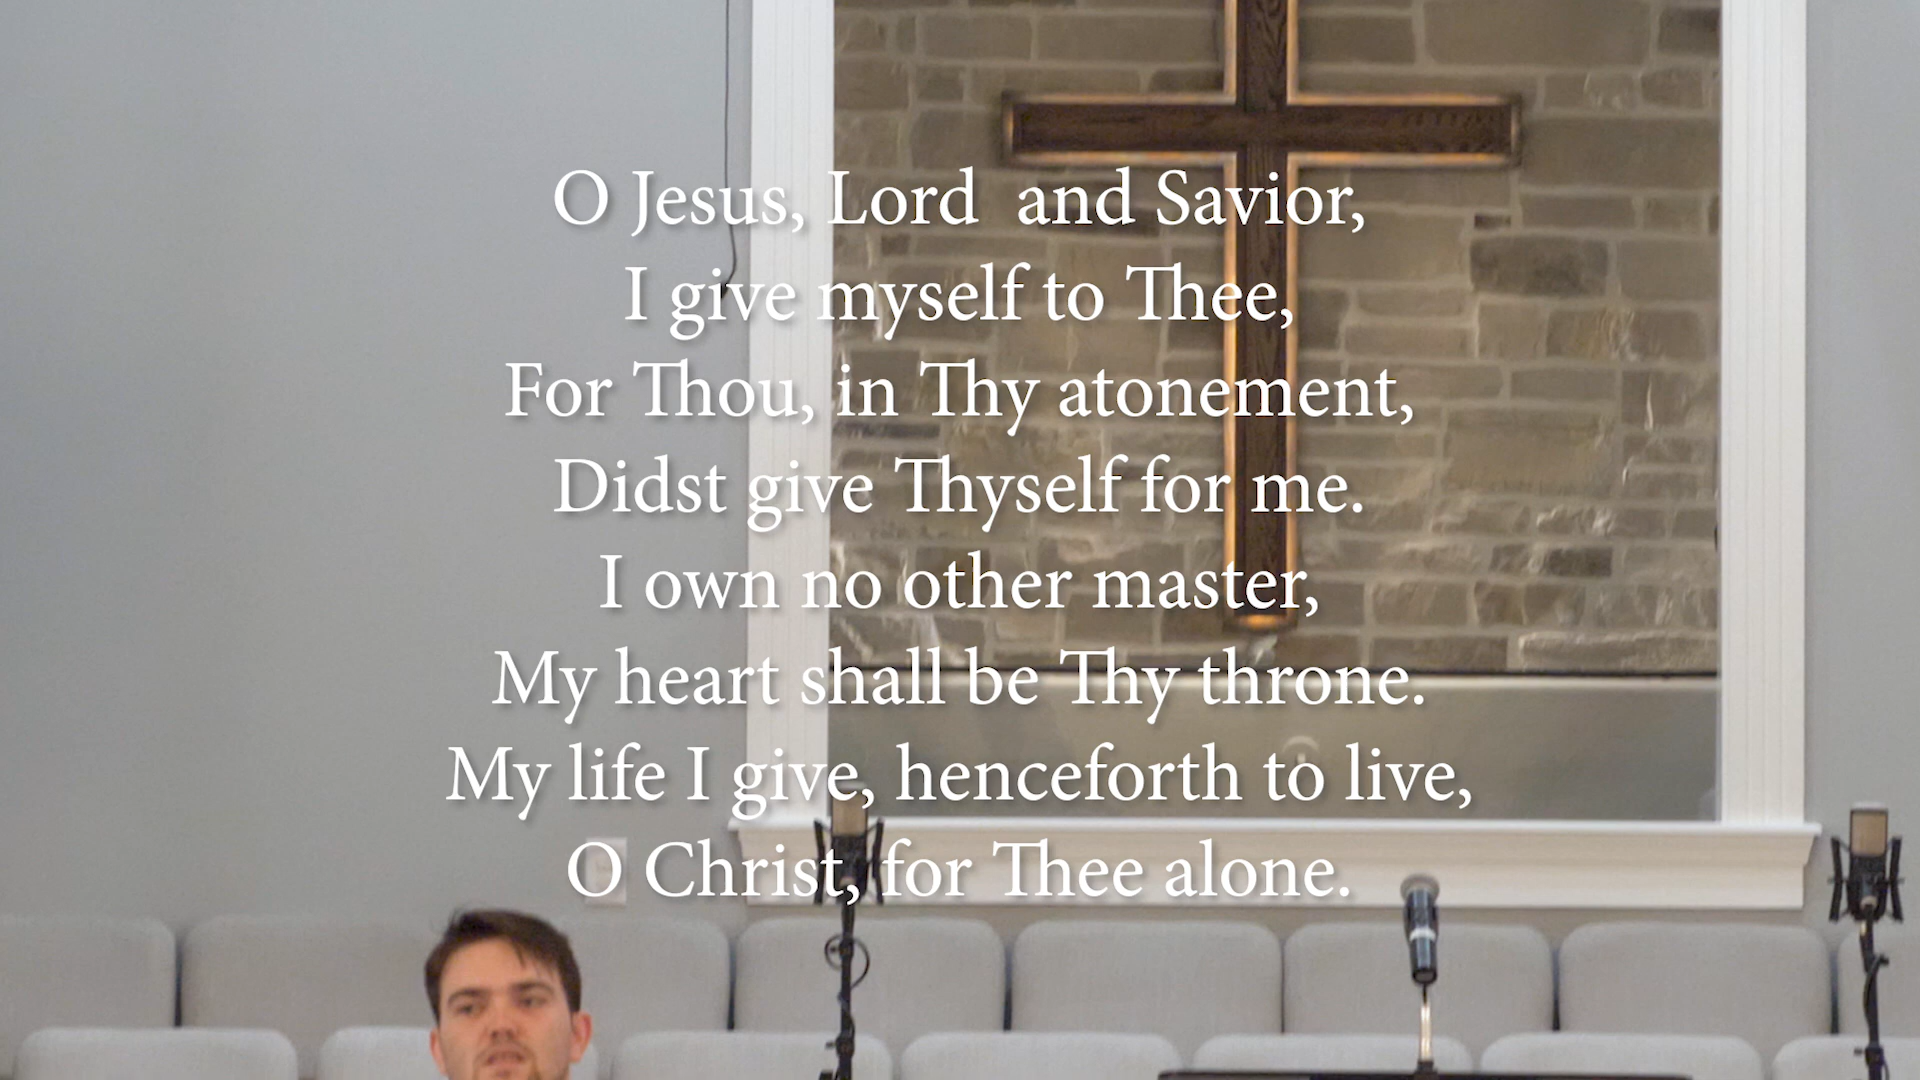 O Jesus, Lord  and Savior,
I give myself to Thee,
For Thou, in Thy atonement,
Didst give Thyself for me.
I own no other master,
My heart shall be Thy throne.
My life I give, henceforth to live,
O Christ, for Thee alone.